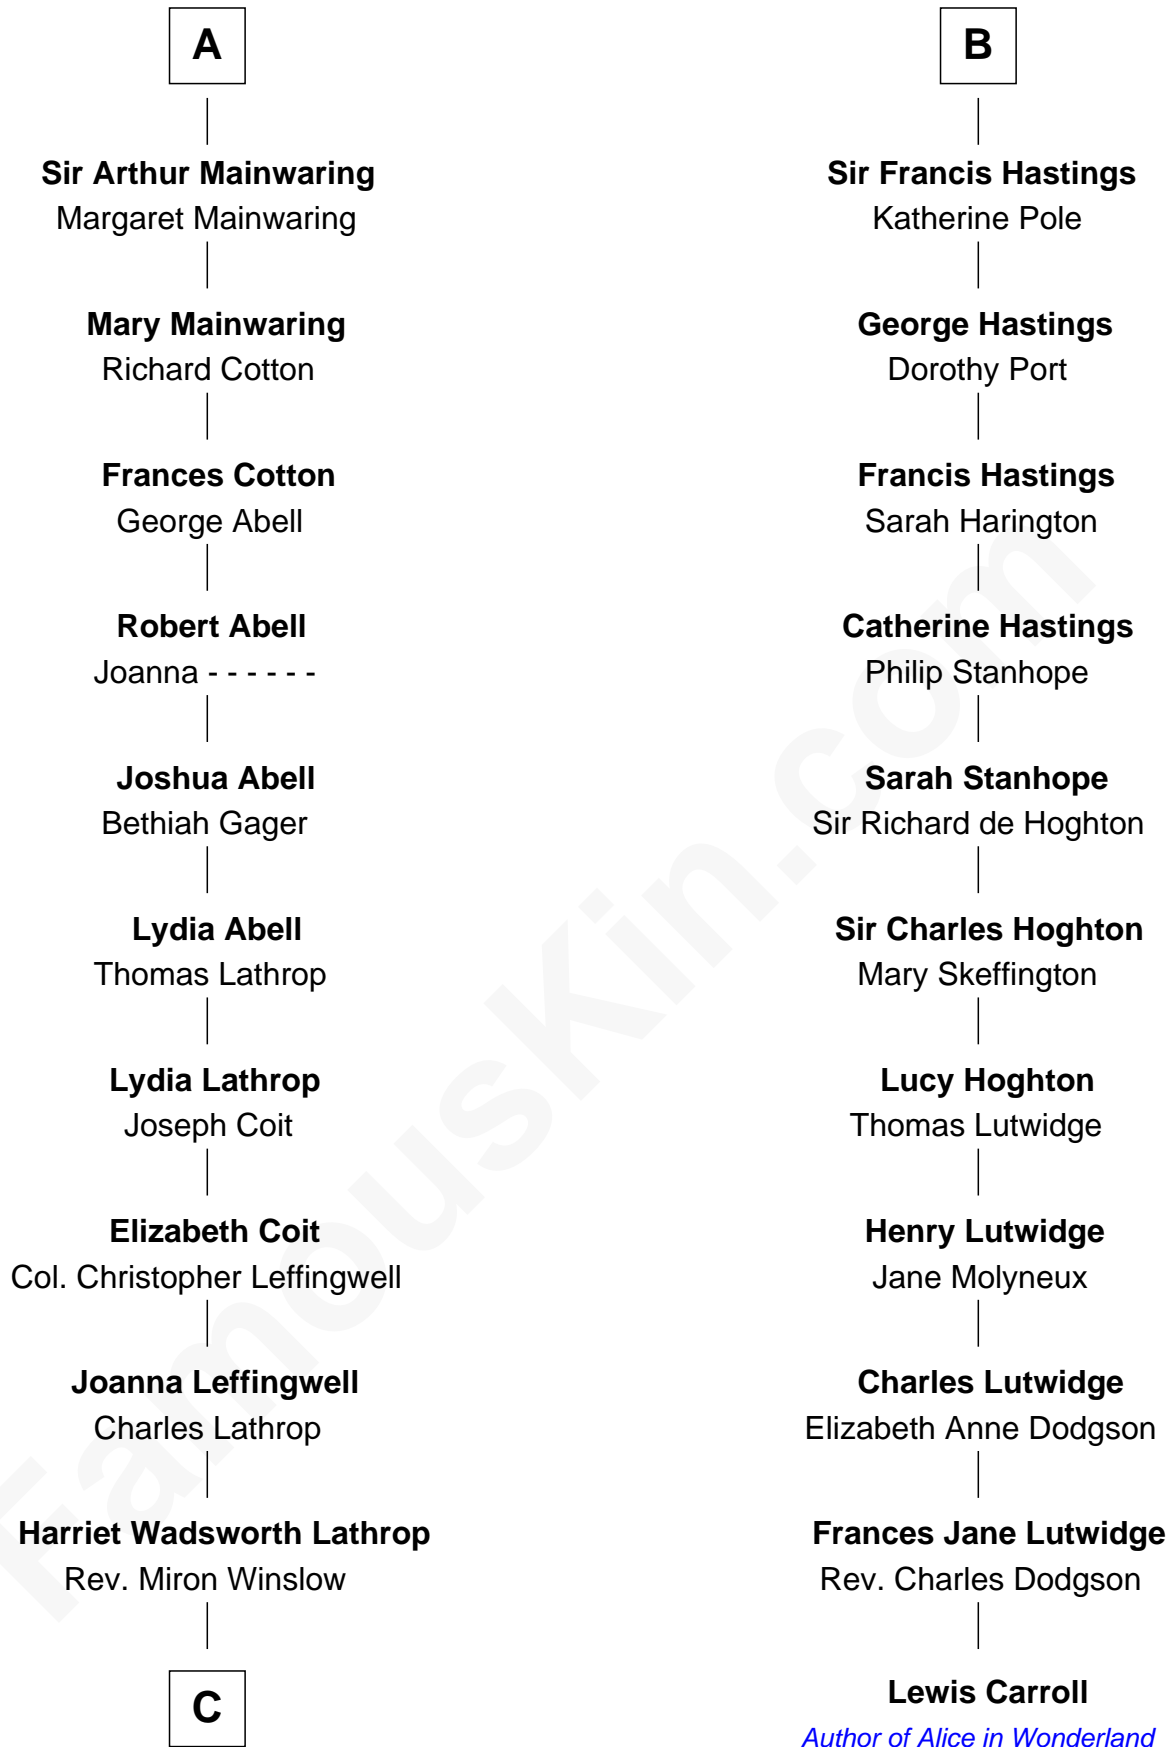 A
Sir Arthur Mainwaring
Margaret Mainwaring
Mary Mainwaring
Richard Cotton
Frances Cotton
George Abell
Robert Abell
Joanna - - - - - -
Joshua Abell
Bethiah Gager
Lydia Abell
Thomas Lathrop
Lydia Lathrop
Joseph Coit
Elizabeth Coit
Col. Christopher Leffingwell
Joanna Leffingwell
Charles Lathrop
Harriet Wadsworth Lathrop
Rev. Miron Winslow
C
B
Sir Francis Hastings
Katherine Pole
George Hastings
Dorothy Port
Francis Hastings
Sarah Harington
Catherine Hastings
Philip Stanhope
Sarah Stanhope
Sir Richard de Hoghton
Sir Charles Hoghton
Mary Skeffington
Lucy Hoghton
Thomas Lutwidge
Henry Lutwidge
Jane Molyneux
Charles Lutwidge
Elizabeth Anne Dodgson
Frances Jane Lutwidge
Rev. Charles Dodgson
Lewis Carroll
Author of Alice in Wonderland
FamousKin.com